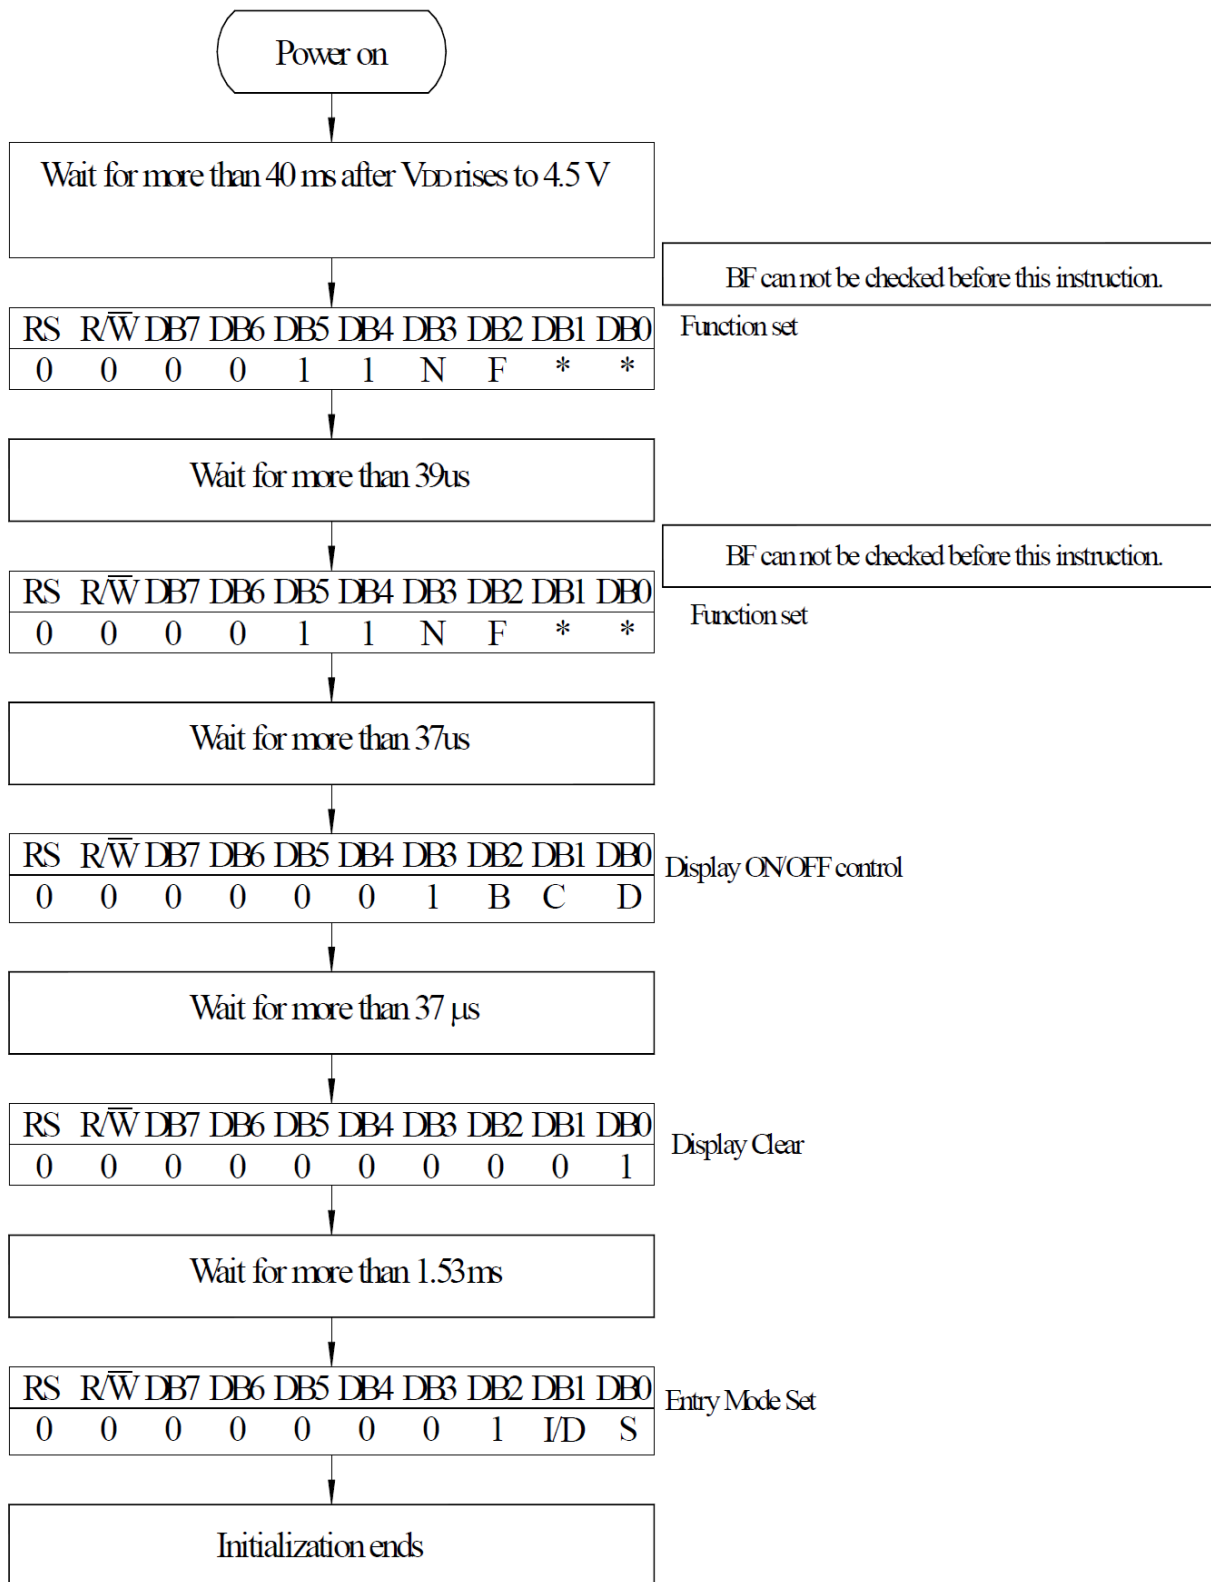 Power on
Wait for more than 40 ms after VDD rises to 4.5 V
BF can not be checked before this instruction.
RS R/W̅ DB7 DB6 DB5 DB4 DB3 DB2 DB1 DB0
Function set
0 0 0 0 1 1 N F * *
Wait for more than 39us
BF can not be checked before this instruction.
RS R/W̅ DB7 DB6 DB5 DB4 DB3 DB2 DB1 DB0
Function set
0 0 0 0 1 1 N F * *
Wait for more than 37us
RS R/W̅ DB7 DB6 DB5 DB4 DB3 DB2 DB1 DB0
Display ON/OFF control
0 0 0 0 0 0 1 B C D
Wait for more than 37 μs
RS R/W̅ DB7 DB6 DB5 DB4 DB3 DB2 DB1 DB0
Display Clear
0 0 0 0 0 0 0 0 0 1
Wait for more than 1.53ms
RS R/W̅ DB7 DB6 DB5 DB4 DB3 DB2 DB1 DB0
Entry Mode Set
0 0 0 0 0 0 0 1 I/D S
Initialization ends